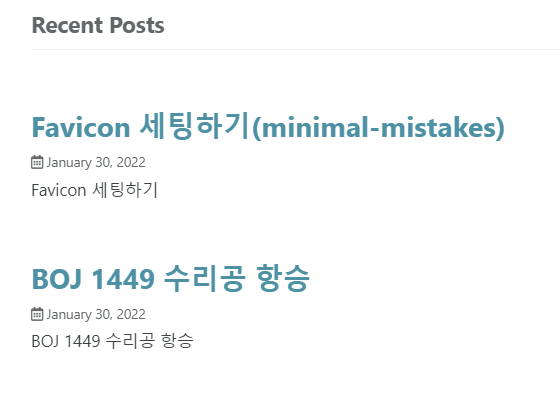 Recent Posts
Favicon 세팅하기(minimal-mistakes)
January 30, 2022
Favicon 세팅하기
BOJ 1449 수리공 항승
January 30, 2022
BOJ 1449 수리공 항승